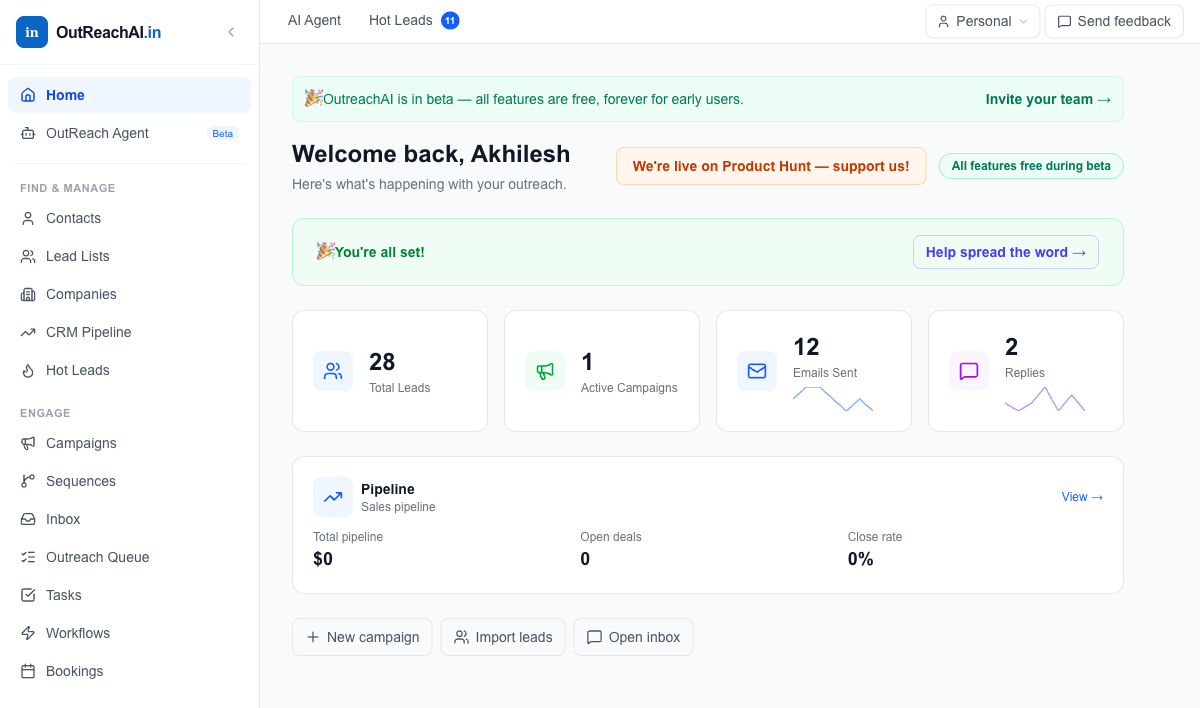 in OutReachAI.in
Home
OutReach Agent Beta
FIND & MANAGE
Contacts
Lead Lists
Companies
CRM Pipeline
Hot Leads
ENGAGE
Campaigns
Sequences
Inbox
Outreach Queue
Tasks
Workflows
Bookings
AI Agent Hot Leads 11 Personal Send feedback
🎉OutreachAI is in beta — all features are free, forever for early users. Invite your team →
Welcome back, Akhilesh
Here's what's happening with your outreach.
We're live on Product Hunt — support us!
All features free during beta
🎉You're all set! Help spread the word →
28
Total Leads
1
Active Campaigns
12
Emails Sent
2
Replies
Pipeline
Sales pipeline
View →
Total pipeline
$0
Open deals
0
Close rate
0%
New campaign Import leads Open inbox